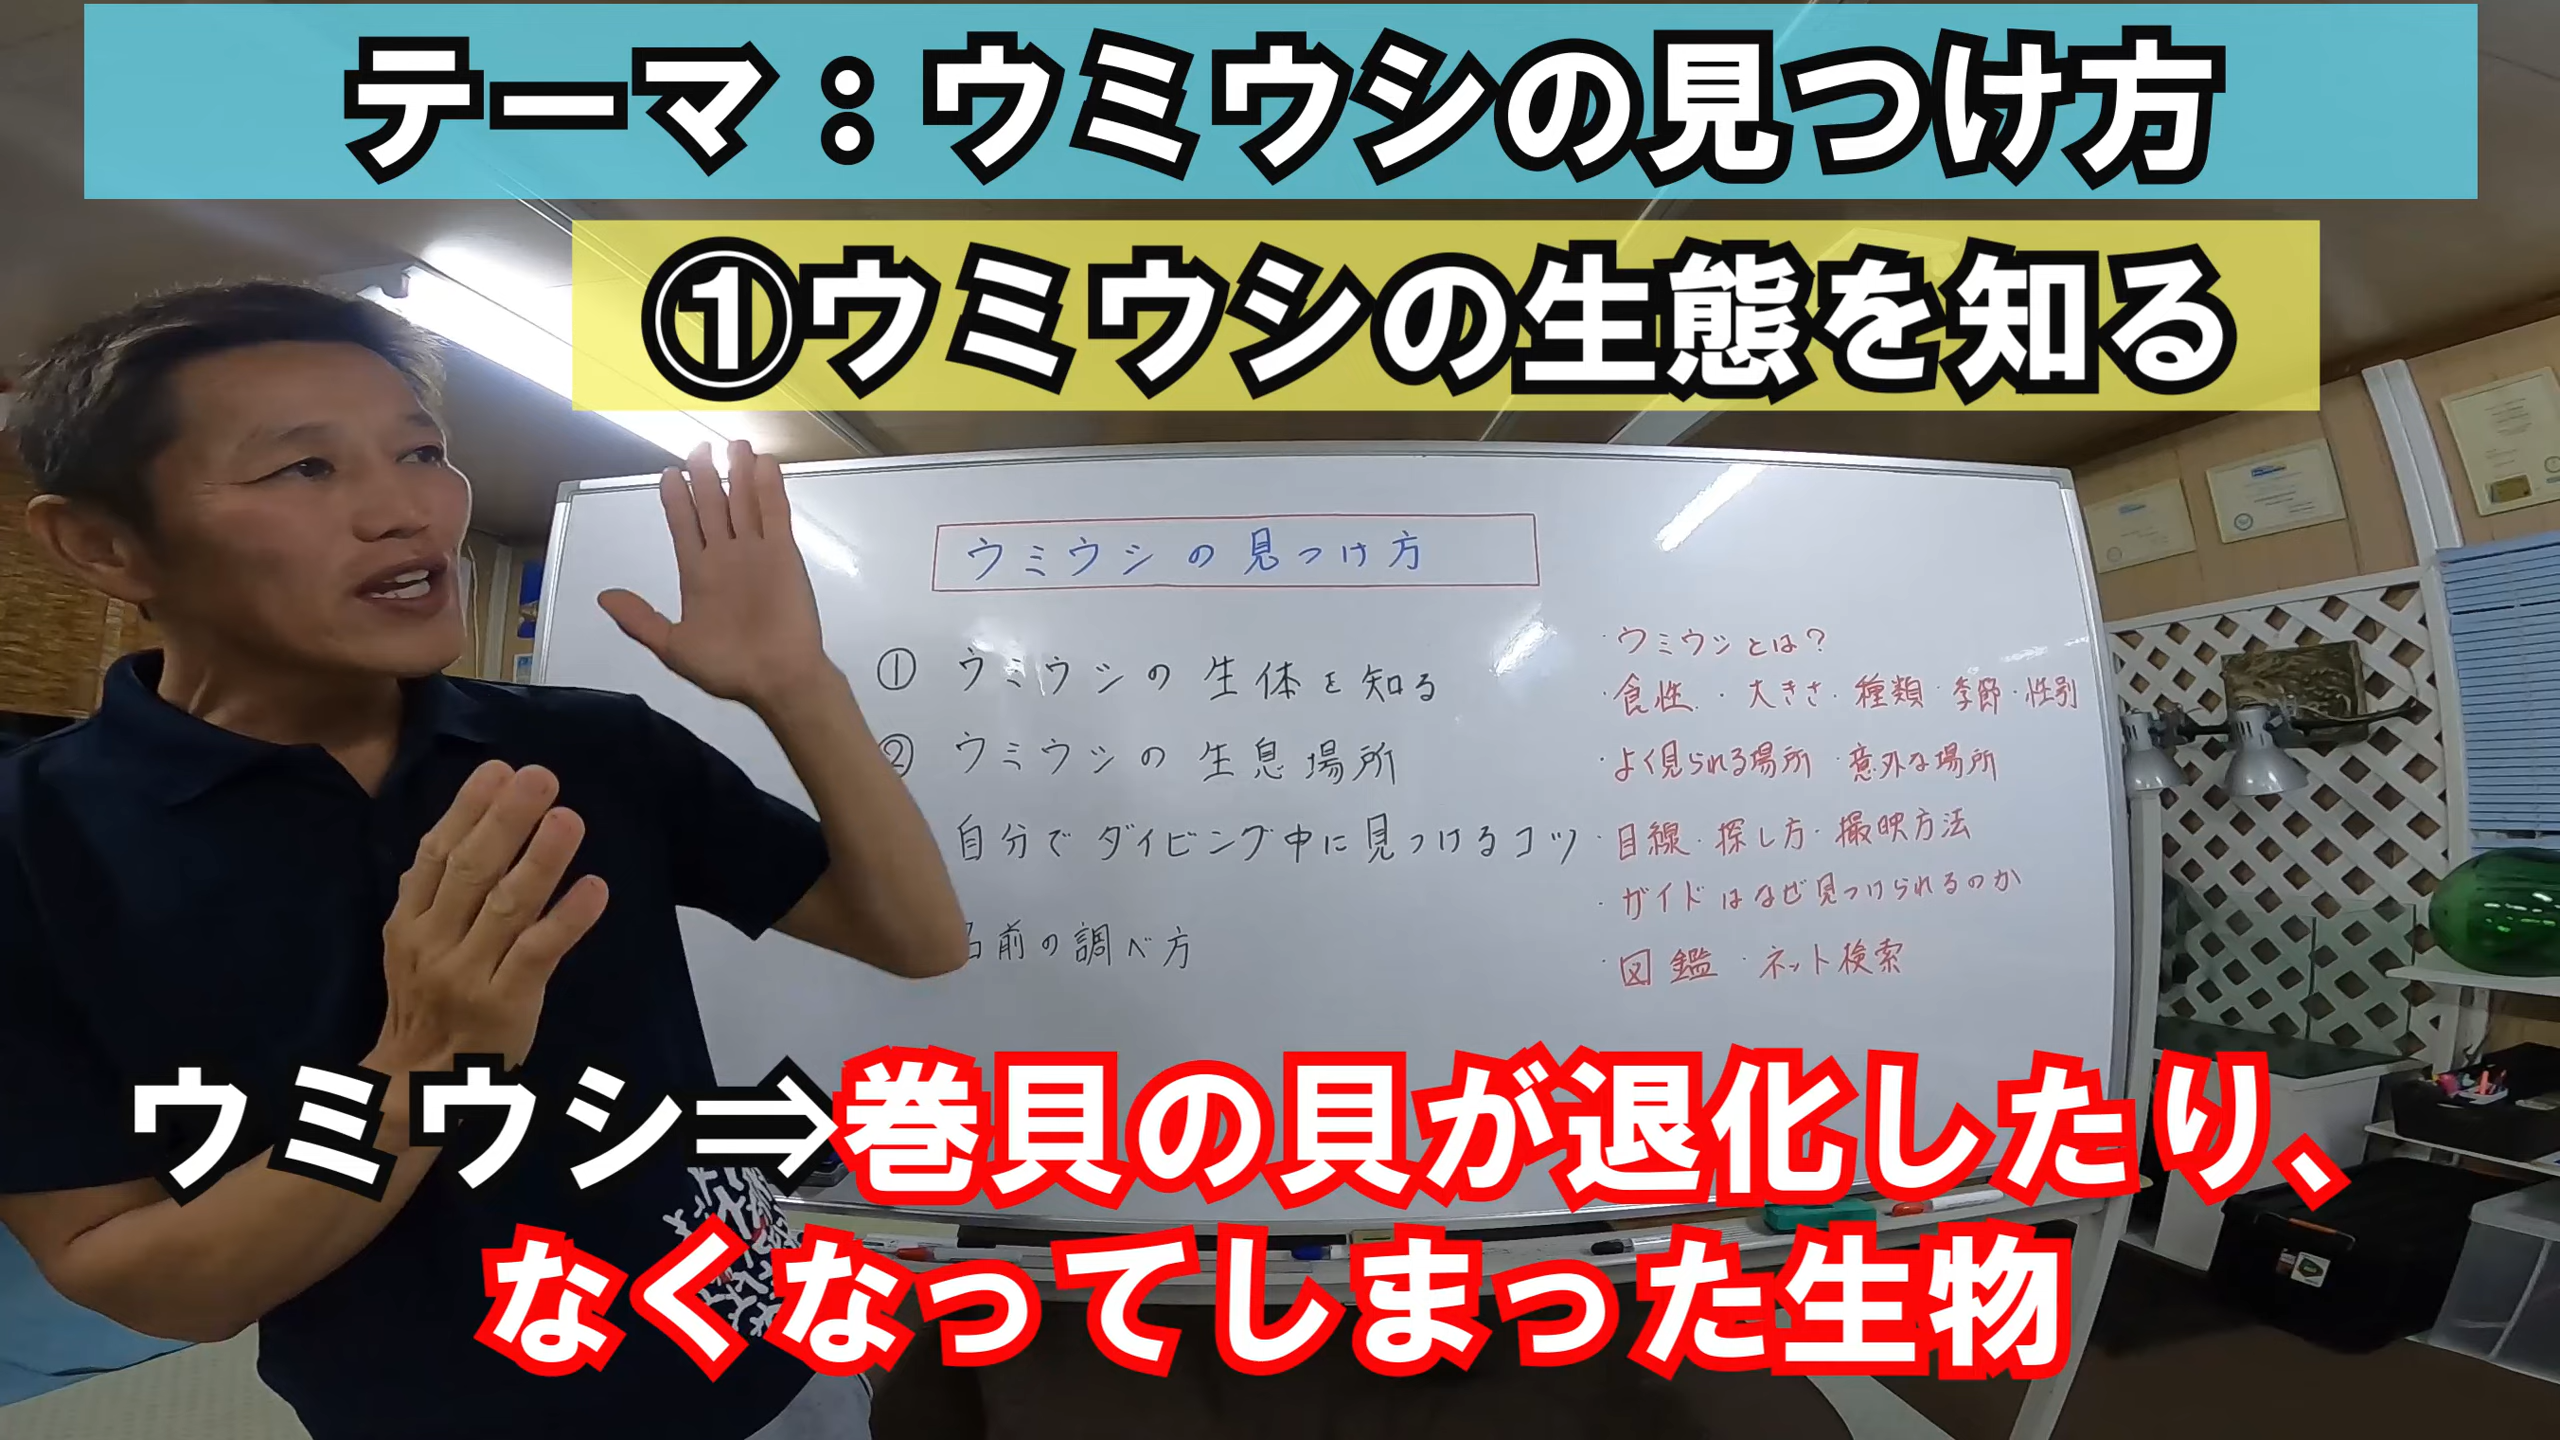 テーマ：ウミウシの見つけ方
①ウミウシの生態を知る
ウミウシの見つけ方
① ウミウシの生体を知る
・ウミウシとは？
・食性・大きさ・種類・季節・性別
② ウミウシの生息場所
・よく見られる場所・意外な場所
自分でダイビング中に見つけるコツ
・目線・探し方・撮映方法
・ガイドはなぜ見つけられるのか
名前の調べ方
・図鑑・ネット検索
ウミウシ⇒巻貝の貝が退化したり、
なくなってしまった生物